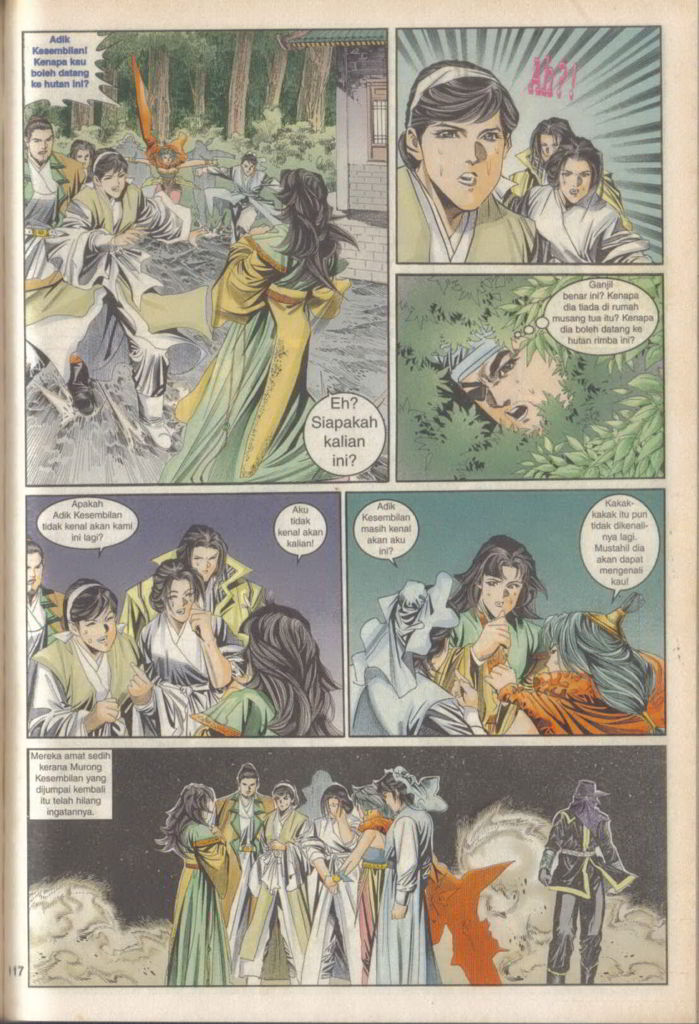 Adik
Kesembilan!
Kenapa kau
boleh datang
ke hutan ini?
Eh?
Siapakah
kalian
ini?
Ah?!
Ganjil
benar ini? Kenapa
dia tiada di rumah
musang tua itu? Kenapa
dia boleh datang ke
hutan rimba ini?
Apakah
Adik Kesembilan
tidak kenal akan kami
ini lagi?
Aku
tidak
kenal akan
kalian!
Adik
Kesembilan
masih kenal
akan aku
ini?
Kakak-
kakak itu pun
tidak dikenali-
nya lagi.
Mustahil dia
akan dapat
mengenali
kau!
Mereka amat sedih
kerana Murong
Kesembilan yang
dijumpai kembali
itu telah hilang
ingatannya.
117